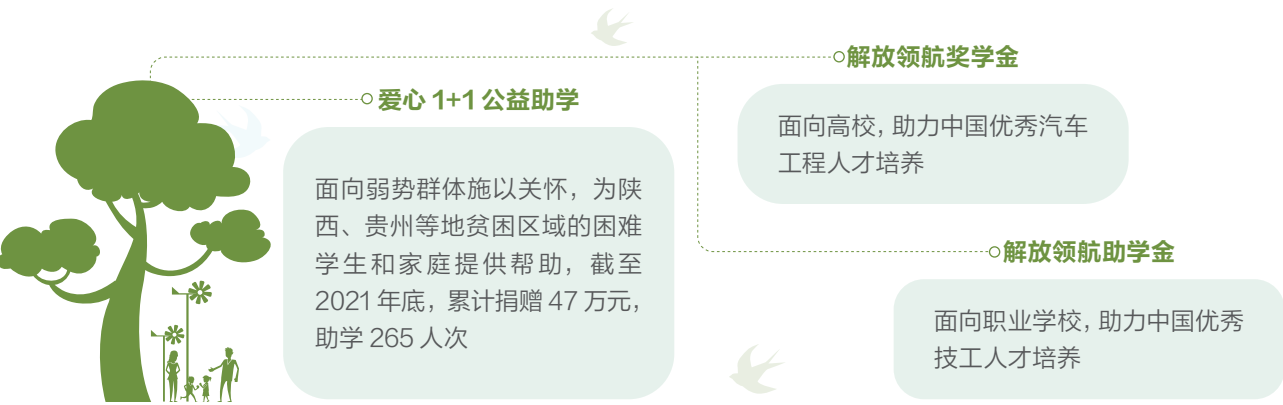 爱心 1+1 公益助学
面向弱势群体施以关怀，为陕
西、贵州等地贫困区域的困难
学生和家庭提供帮助，截至
2021 年底，累计捐赠 47 万元，
助学 265 人次
解放领航奖学金
面向高校，助力中国优秀汽车
工程人才培养
解放领航助学金
面向职业学校，助力中国优秀
技工人才培养